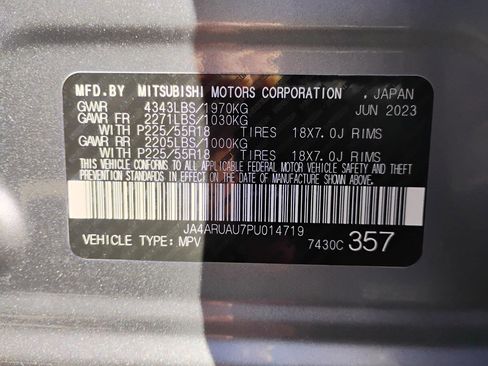 MFD.BY MITSUBISHI MOTORS CORPORATION , JAPAN
GVWR 4343LBS/1970KG JUN 2023
GAWR FR 2271LBS/1030KG
WITH P225/55R18 TIRES 18X7.0J RIMS
GAWR RR 2205LBS/1000KG
WITH P225/55R18 TIRES 18X7.0J RIMS
THIS VEHICLE CONFORMS TO ALL APPLICABLE FEDERAL MOTOR VEHICLE SAFETY AND THEFT
PREVENTION STANDARDS IN EFFECT ON THE DATE OF MANUFACTURE SHOWN ABOVE.
JA4ARUAU7PU014719
VEHICLE TYPE: MPV 7430C 357